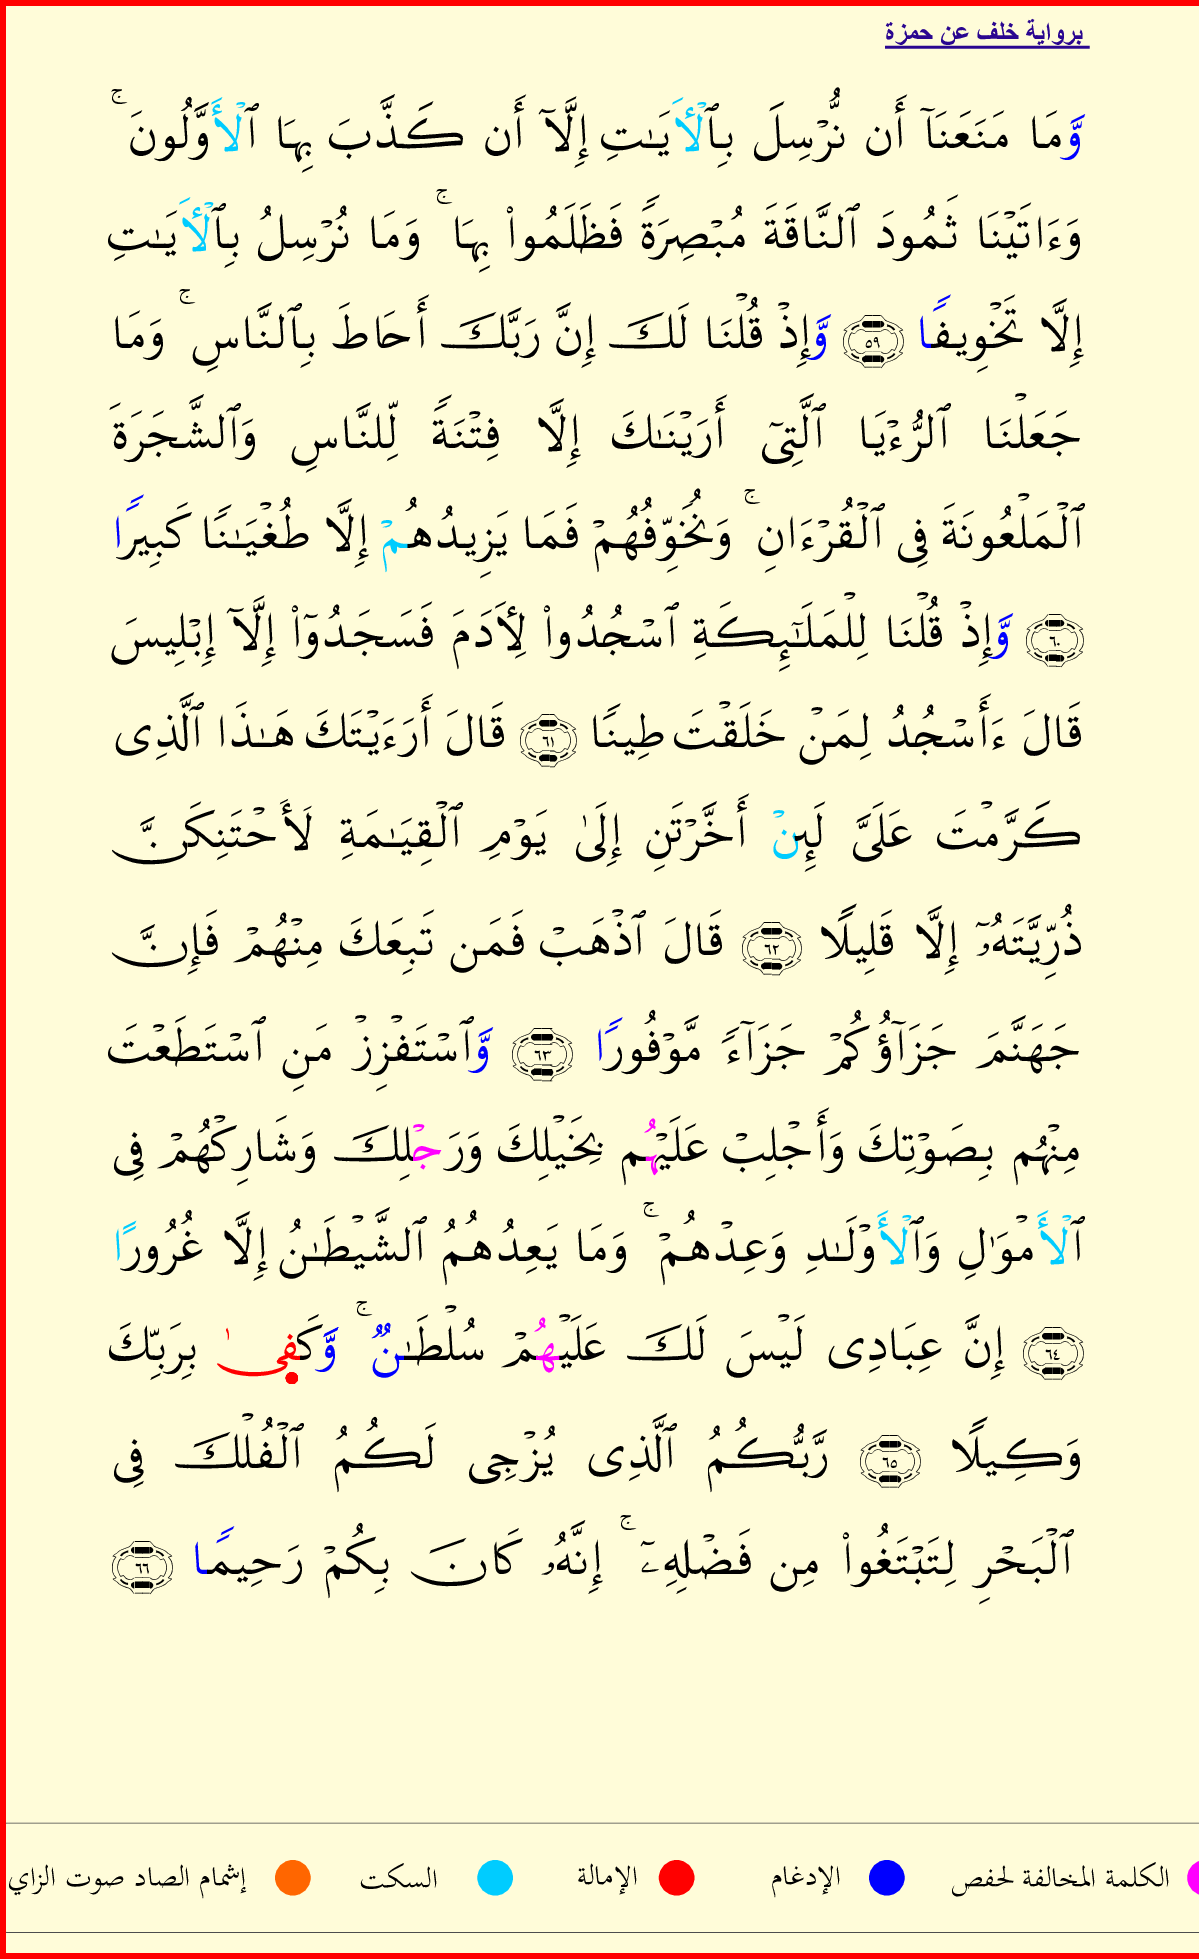 برواية خلف عن حمزة
وَّمَا مَنَعَنَآ أَن نُّرْسِلَ بِٱلْأَيَـٰتِ إِلَّآ أَن كَذَّبَ بِهَا ٱلْأَوَّلُونَ ۚ
وَءَاتَيْنَا ثَمُودَ ٱلنَّاقَةَ مُبْصِرَةً فَظَلَمُوا۟ بِهَا ۚ وَمَا نُرْسِلُ بِٱلْأَيَـٰتِ
إِلَّا تَخْوِيفًا ٥٩ وَّإِذْ قُلْنَا لَكَ إِنَّ رَبَّكَ أَحَاطَ بِٱلنَّاسِ ۚ وَمَا
جَعَلْنَا ٱلرُّءْيَا ٱلَّتِىٓ أَرَيْنَـٰكَ إِلَّا فِتْنَةً لِّلنَّاسِ وَٱلشَّجَرَةَ
ٱلْمَلْعُونَةَ فِى ٱلْقُرْءَانِ ۚ وَنُخَوِّفُهُمْ فَمَا يَزِيدُهُمْ إِلَّا طُغْيَـٰنًا كَبِيرًا
٦٠ وَّإِذْ قُلْنَا لِلْمَلَـٰٓئِكَةِ ٱسْجُدُوا۟ لِأَدَمَ فَسَجَدُوٓا۟ إِلَّآ إِبْلِيسَ
قَالَ ءَأَسْجُدُ لِمَنْ خَلَقْتَ طِينًا ٦١ قَالَ أَرَءَيْتَكَ هَـٰذَا ٱلَّذِى
كَرَّمْتَ عَلَىَّ لَئِنْ أَخَّرْتَنِ إِلَىٰ يَوْمِ ٱلْقِيَـٰمَةِ لَأَحْتَنِكَنَّ
ذُرِّيَّتَهُۥٓ إِلَّا قَلِيلًا ٦٢ قَالَ ٱذْهَبْ فَمَن تَبِعَكَ مِنْهُمْ فَإِنَّ
جَهَنَّمَ جَزَآؤُكُمْ جَزَآءً مَّوْفُورًا ٦٣ وَّٱسْتَفْزِزْ مَنِ ٱسْتَطَعْتَ
مِنْهُم بِصَوْتِكَ وَأَجْلِبْ عَلَيْهُم بِخَيْلِكَ وَرَجْلِكَ وَشَارِكْهُمْ فِى
ٱلْأَمْوَٰلِ وَٱلْأَوْلَـٰدِ وَعِدْهُمْ ۚ وَمَا يَعِدُهُمُ ٱلشَّيْطَـٰنُ إِلَّا غُرُورًا
٦٤ إِنَّ عِبَادِى لَيْسَ لَكَ عَلَيْهُمْ سُلْطَـٰنٌ ۚ وَّكَفِىٰ بِرَبِّكَ
وَكِيلًا ٦٥ رَّبُّكُمُ ٱلَّذِى يُزْجِى لَكُمُ ٱلْفُلْكَ فِى
ٱلْبَحْرِ لِتَبْتَغُوا۟ مِن فَضْلِهِۦٓ ۚ إِنَّهُۥ كَانَ بِكُمْ رَحِيمًا ٦٦
الكلمة المخالفة لحفص الإدغام الإمالة السكت إشمام الصاد صوت الزاي